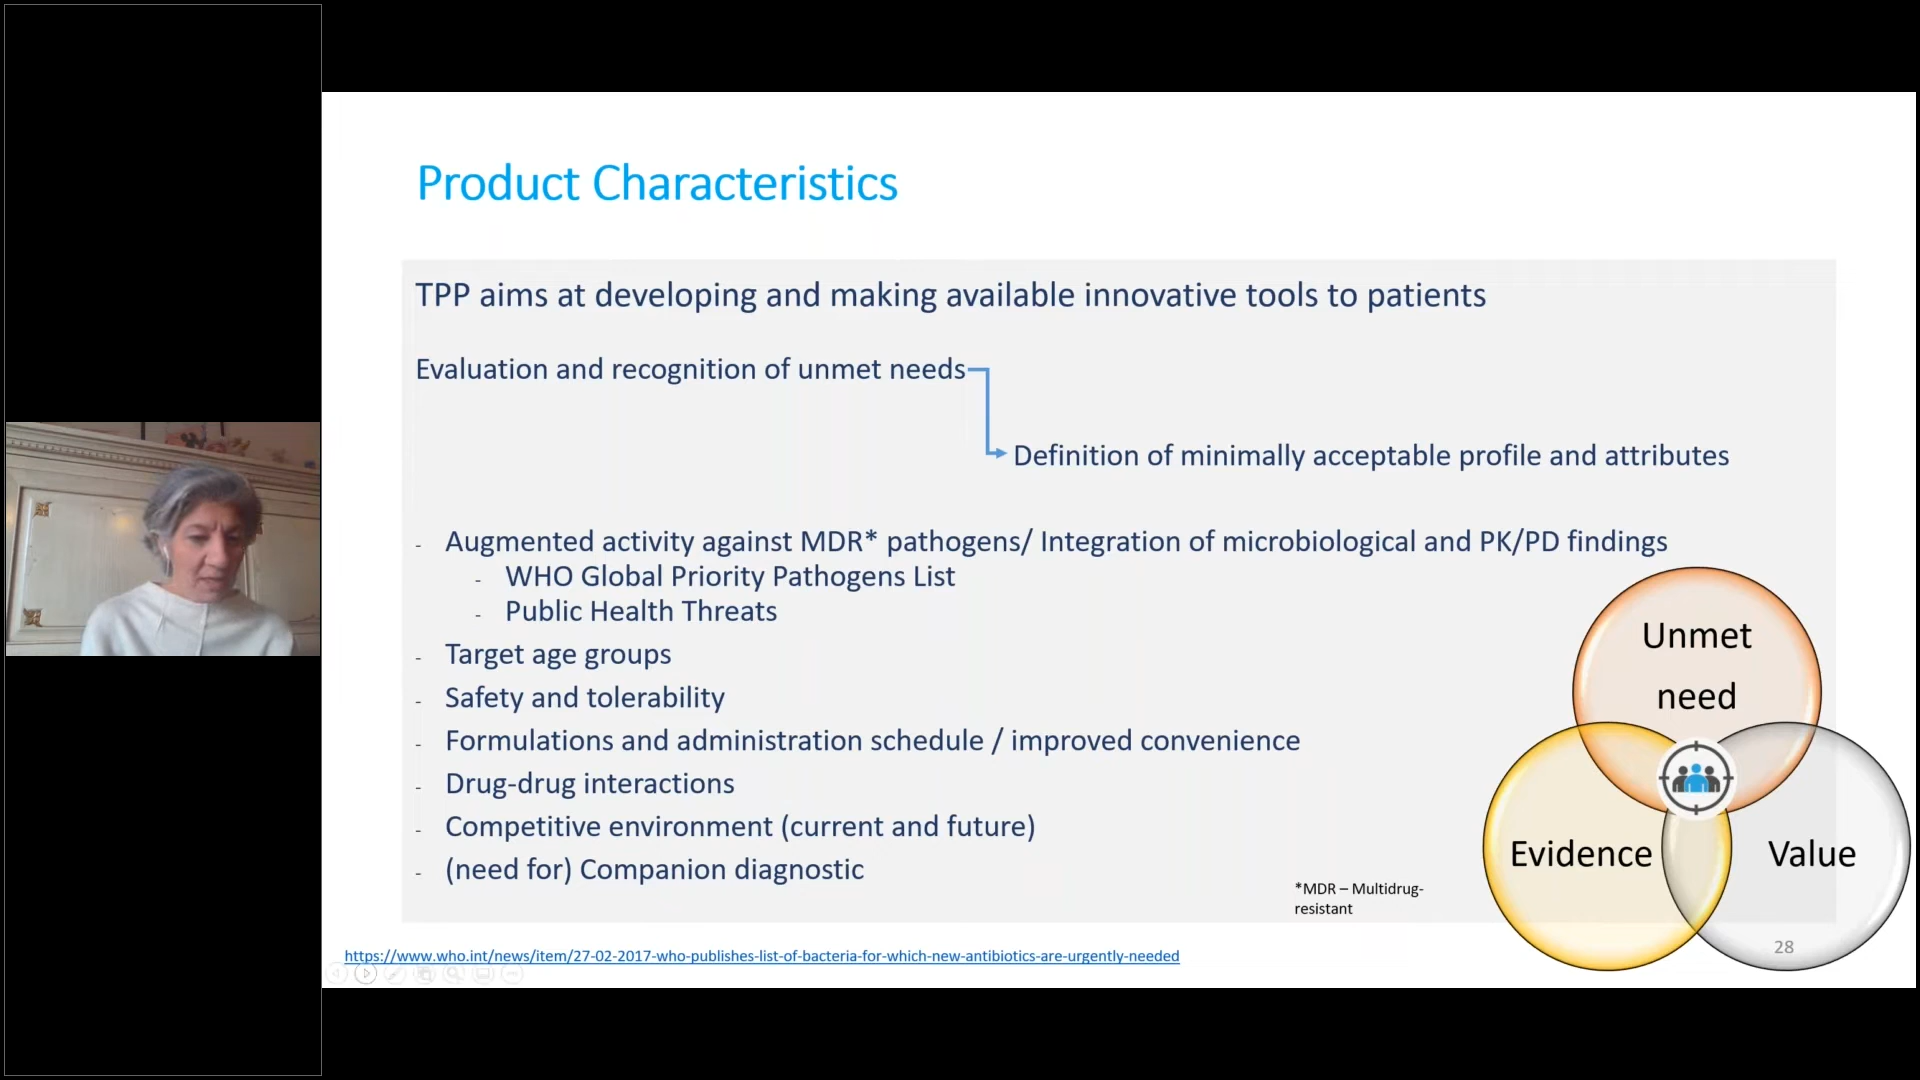 Product Characteristics
TPP aims at developing and making available innovative tools to patients
Evaluation and recognition of unmet needs
Definition of minimally acceptable profile and attributes
- Augmented activity against MDR* pathogens/ Integration of microbiological and PK/PD findings
- WHO Global Priority Pathogens List
- Public Health Threats
- Target age groups
- Safety and tolerability
- Formulations and administration schedule / improved convenience
- Drug-drug interactions
- Competitive environment (current and future)
- (need for) Companion diagnostic
*MDR – Multidrug-
resistant
Unmet
need
Evidence
Value
https://www.who.int/news/item/27-02-2017-who-publishes-list-of-bacteria-for-which-new-antibiotics-are-urgently-needed
28